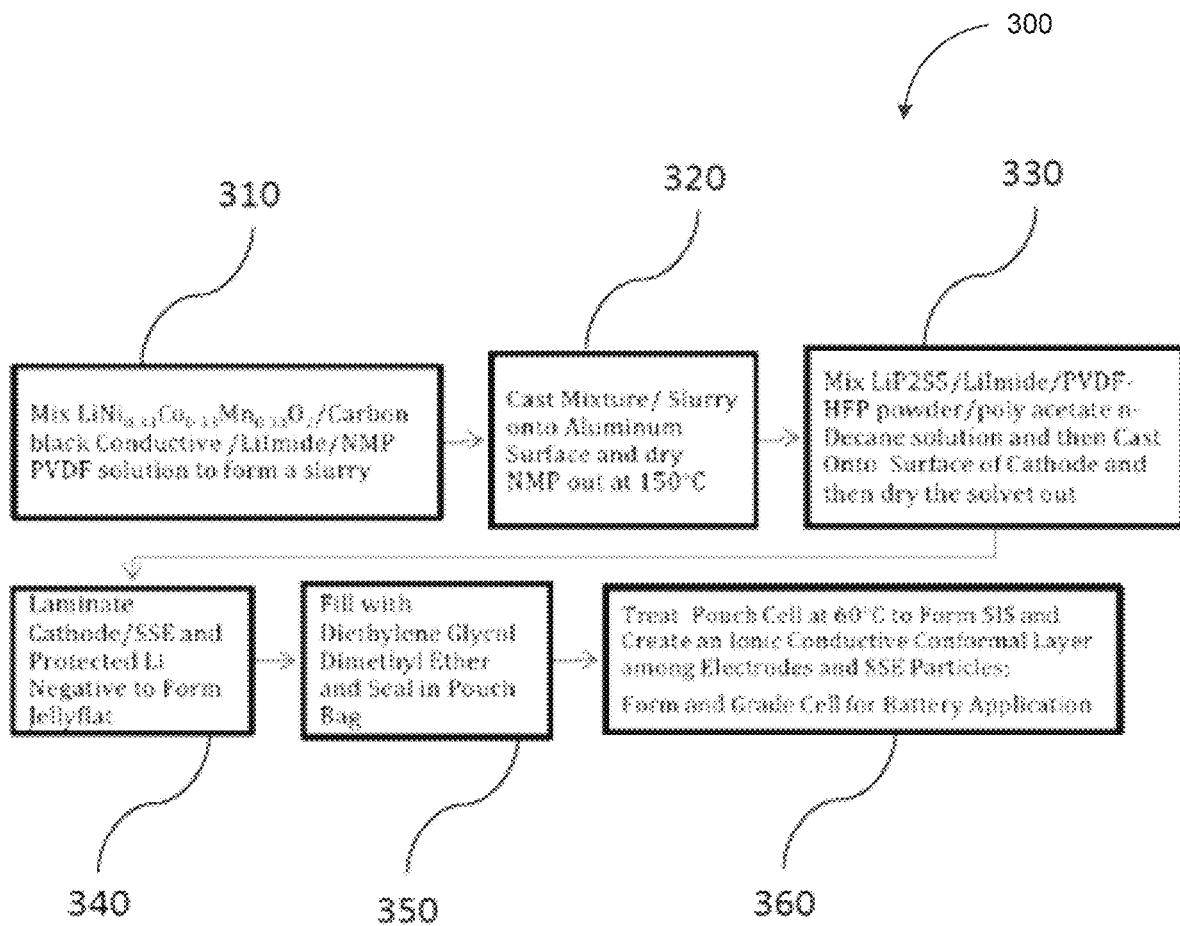 300
310
320
330
Mix LiNi Co Mn O /Carbon
black Conductive /LiImide/NMP
PVDF solution to form a slurry
Cast Mixture/ Slurry
onto Aluminum
Surface and dry
NMP out at 150°C
Mix LiP2S5/LiImide/PVDF-
HFP powder/poly acetate n-
Decane solution and then Cast
Onto Surface of Cathode and
then dry the solvet out
Laminate
Cathode/SSE and
Protected Li
Negative to Form
Jellyflat
Fill with
Diethylene Glycol
Dimethyl Ether
and Seal in Pouch
Bag
Treat Pouch Cell at 60°C to Form SIS and
Create an Ionic Conductive Conformal Layer
among Electrodes and SSE Particles;
Form and Grade Cell for Battery Application
340
350
360